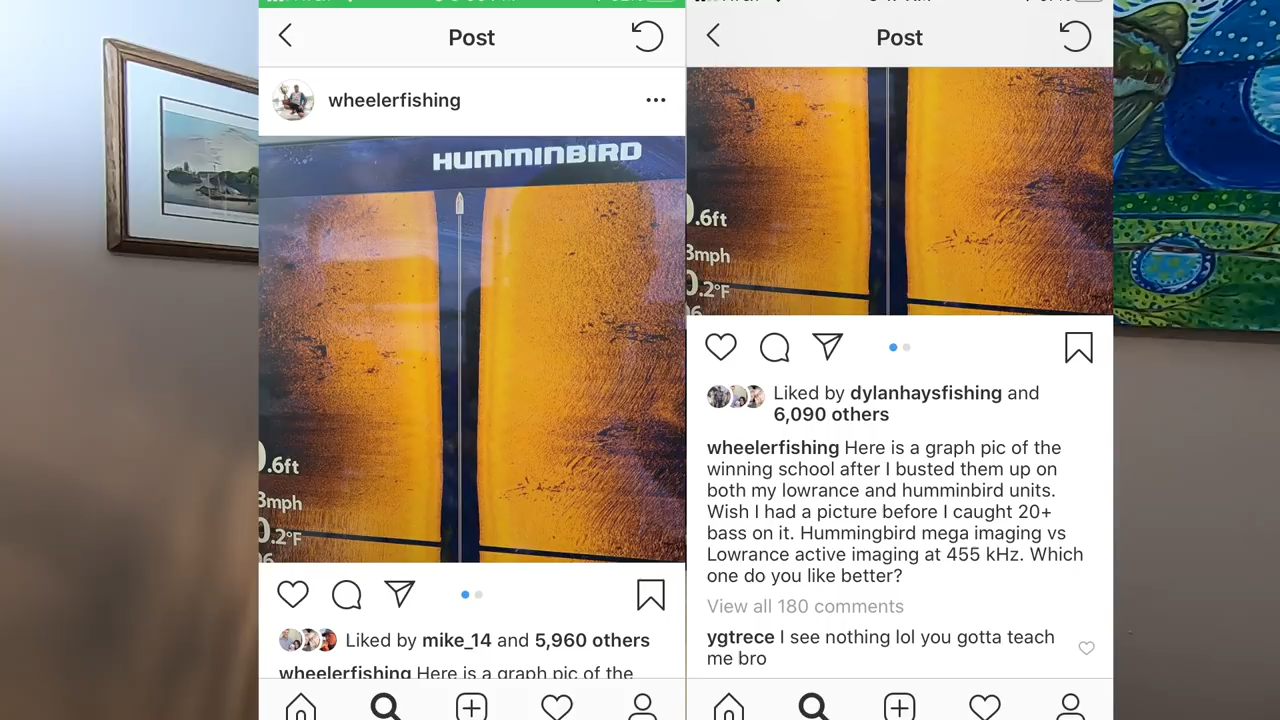 Post
wheelerfishing
HUMMINBIRD
.6ft
3mph
0.2°F
Liked by mike_14 and 5,960 others
wheelerfishing Here is a graph pic of the
Post
.6ft
3mph
0.2°F
Liked by dylanhaysfishing and
6,090 others
wheelerfishing Here is a graph pic of the
winning school after I busted them up on
both my lowrance and humminbird units.
Wish I had a picture before I caught 20+
bass on it. Hummingbird mega imaging vs
Lowrance active imaging at 455 kHz. Which
one do you like better?
View all 180 comments
ygtrece I see nothing lol you gotta teach
me bro